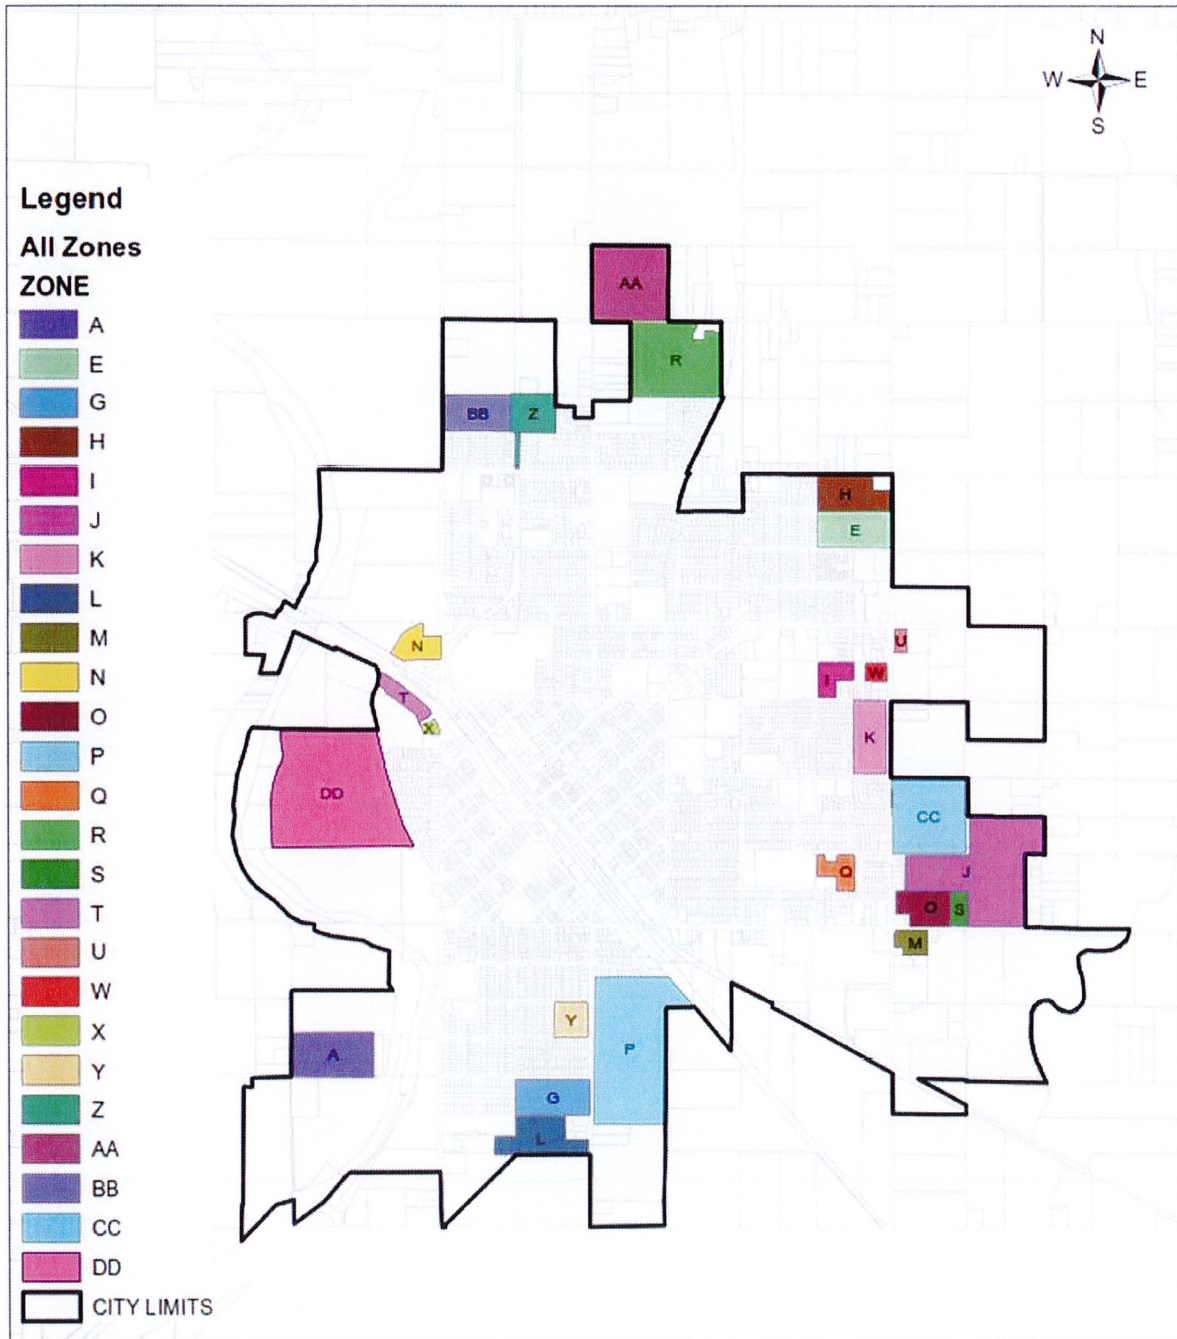 N
W E
S
Legend
All Zones
ZONE
A
E
G
H
I
J
K
L
M
N
O
P
Q
R
S
T
U
W
X
Y
Z
AA
BB
CC
DD
CITY LIMITS
AA
R
BB Z
H
E
U
N
I W
T
X
K
DD
CC
Q J
O S
M
Y
P
A
G
L